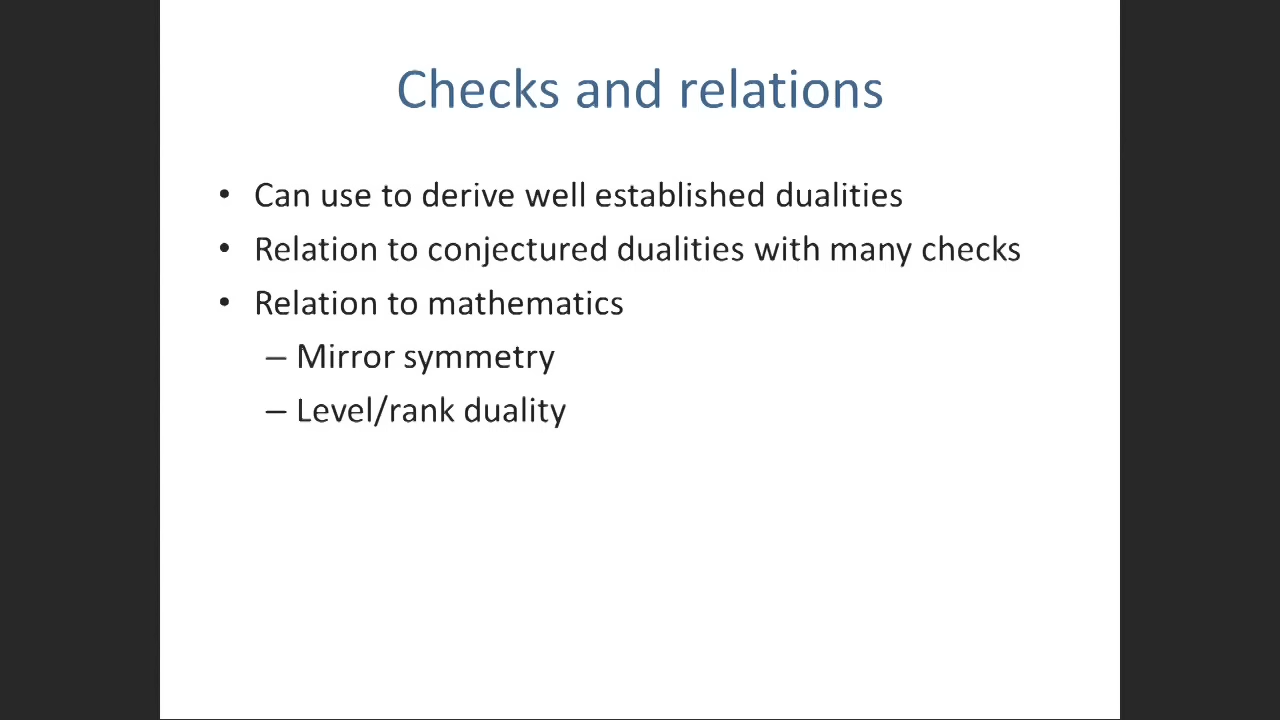 Checks and relations
• Can use to derive well established dualities
• Relation to conjectured dualities with many checks
• Relation to mathematics
– Mirror symmetry
– Level/rank duality